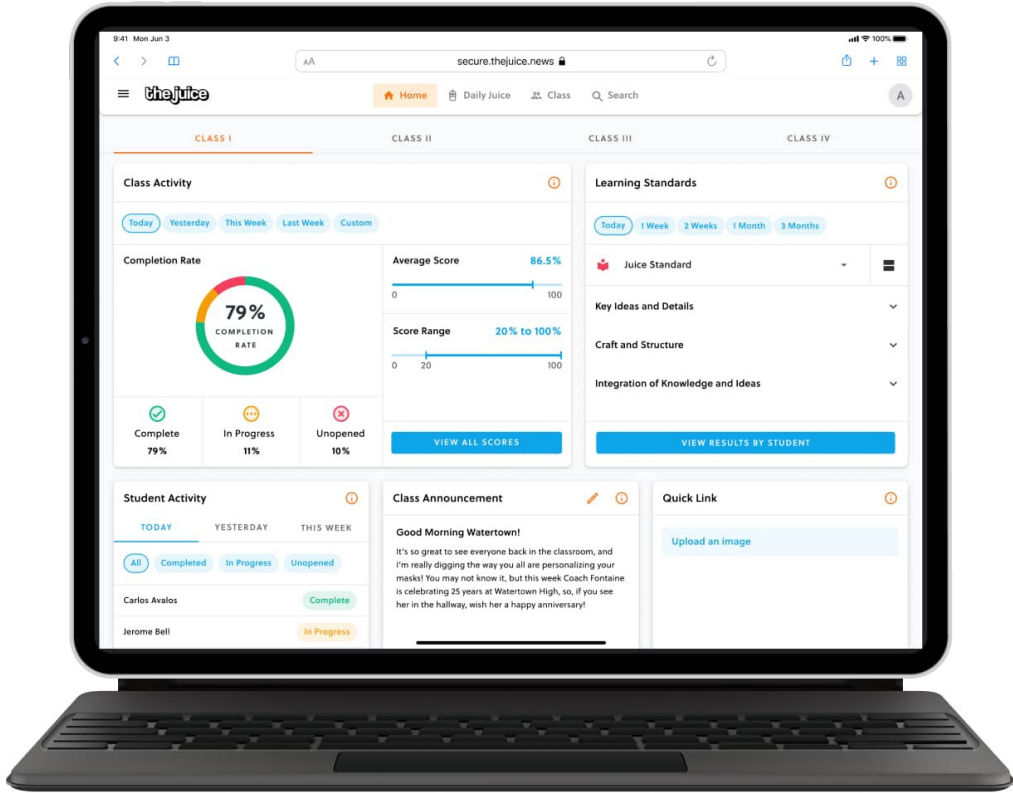 9:41 Mon Jun 3
100%
AA
secure.thejuice.news
the juice
Home
Daily Juice
Class
Search
A
CLASS I
CLASS II
CLASS III
CLASS IV
Class Activity
Today
Yesterday
This Week
Last Week
Custom
Completion Rate
79%
COMPLETION
RATE
Complete
79%
In Progress
11%
Unopened
10%
Average Score
86.5%
0
100
Score Range
20% to 100%
0
20
100
VIEW ALL SCORES
Learning Standards
Today
1 Week
2 Weeks
1 Month
3 Months
Juice Standard
Key Ideas and Details
Craft and Structure
Integration of Knowledge and Ideas
VIEW RESULTS BY STUDENT
Student Activity
TODAY
YESTERDAY
THIS WEEK
All
Completed
In Progress
Unopened
Carlos Avalos
Complete
Jerome Bell
In Progress
Class Announcement
Good Morning Watertown!
It's so great to see everyone back in the classroom, and
I'm really digging the way you all are personalizing your
masks! You may not know it, but this week Coach Fontaine
is celebrating 25 years at Watertown High, so, if you see
her in the hallway, wish her a happy anniversary!
Quick Link
Upload an image